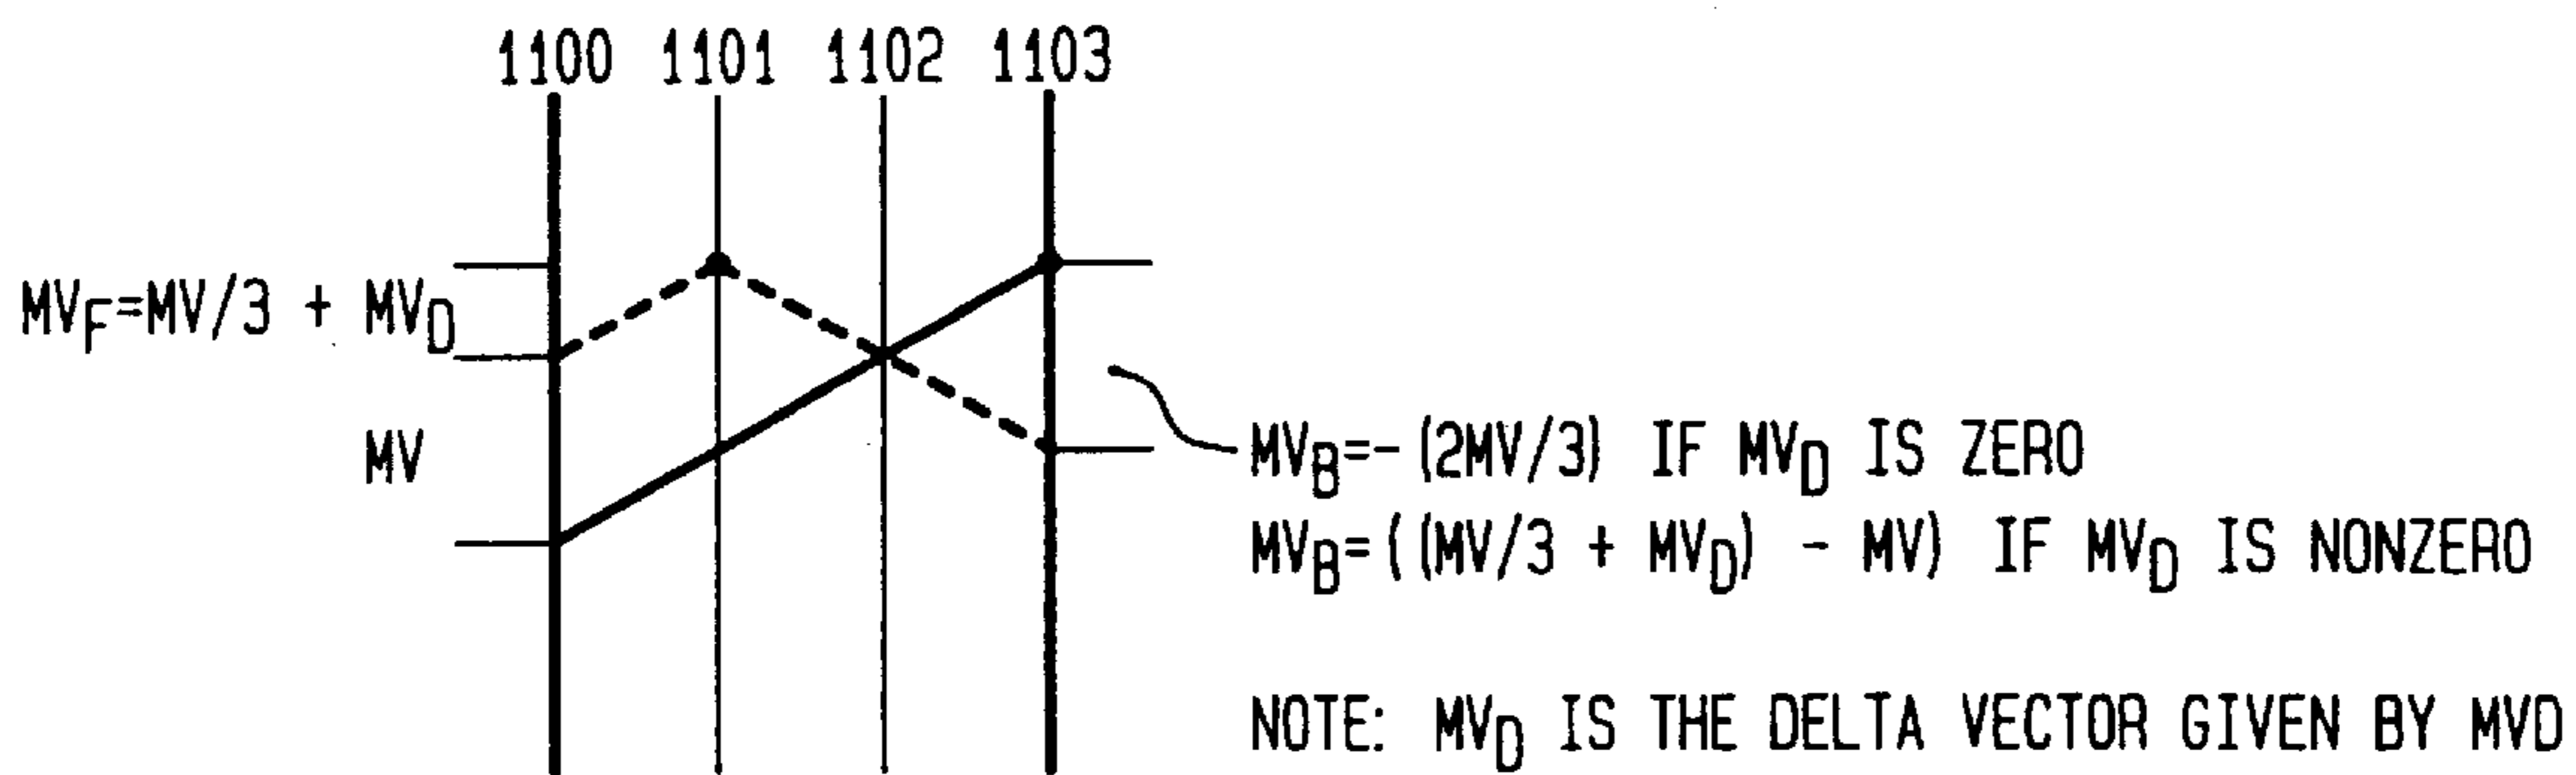 1100 1101 1102 1103
MVF=MV/3 + MVD
MV
MVB=-(2MV/3) IF MVD IS ZERO
MVB=((MV/3 + MVD) - MV) IF MVD IS NONZERO
NOTE: MVD IS THE DELTA VECTOR GIVEN BY MVD